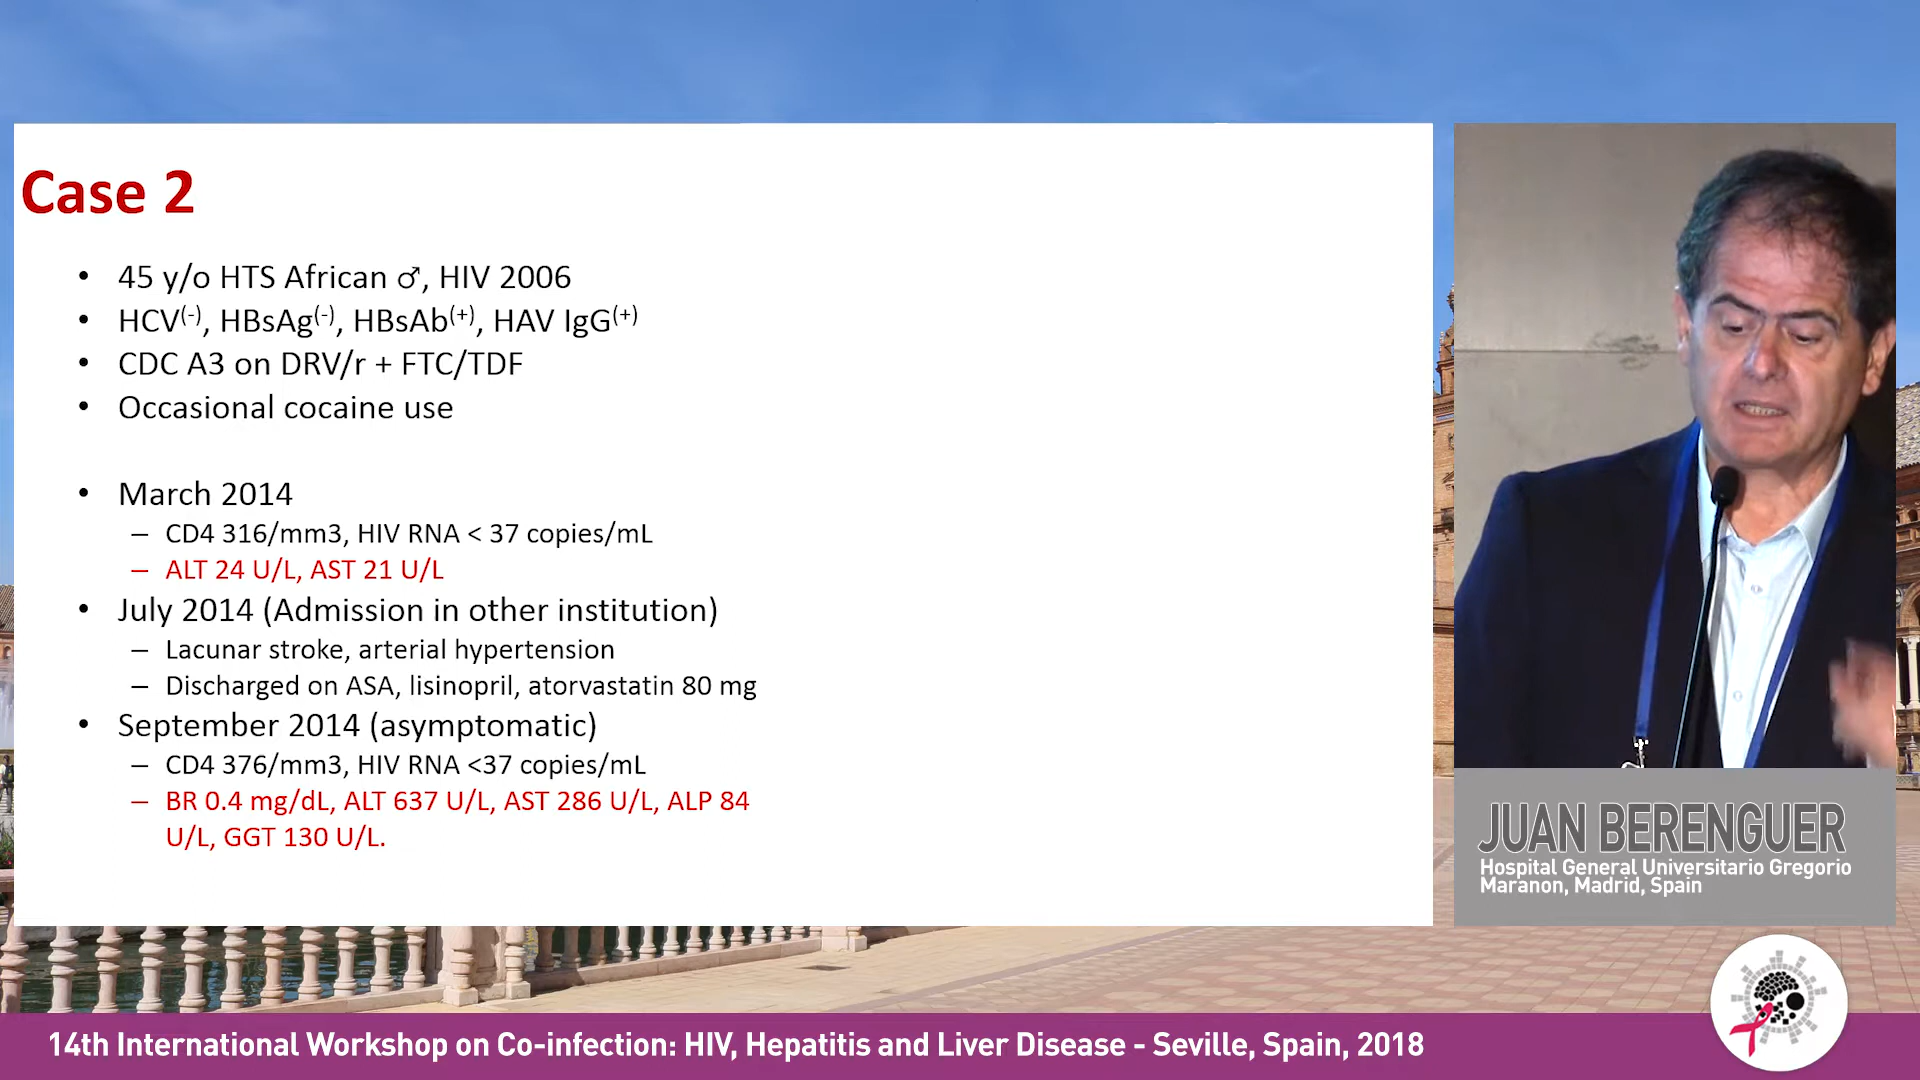 Case 2
• 45 y/o HTS African ♂, HIV 2006
• HCV(-), HBsAg(-), HBsAb(+), HAV IgG(+)
• CDC A3 on DRV/r + FTC/TDF
• Occasional cocaine use
• March 2014
– CD4 316/mm3, HIV RNA < 37 copies/mL
– ALT 24 U/L, AST 21 U/L
• July 2014 (Admission in other institution)
– Lacunar stroke, arterial hypertension
– Discharged on ASA, lisinopril, atorvastatin 80 mg
• September 2014 (asymptomatic)
– CD4 376/mm3, HIV RNA <37 copies/mL
– BR 0.4 mg/dL, ALT 637 U/L, AST 286 U/L, ALP 84
U/L, GGT 130 U/L.
JUAN BERENGUER
Hospital General Universitario Gregorio
Maranon, Madrid, Spain
14th International Workshop on Co-infection: HIV, Hepatitis and Liver Disease - Seville, Spain, 2018